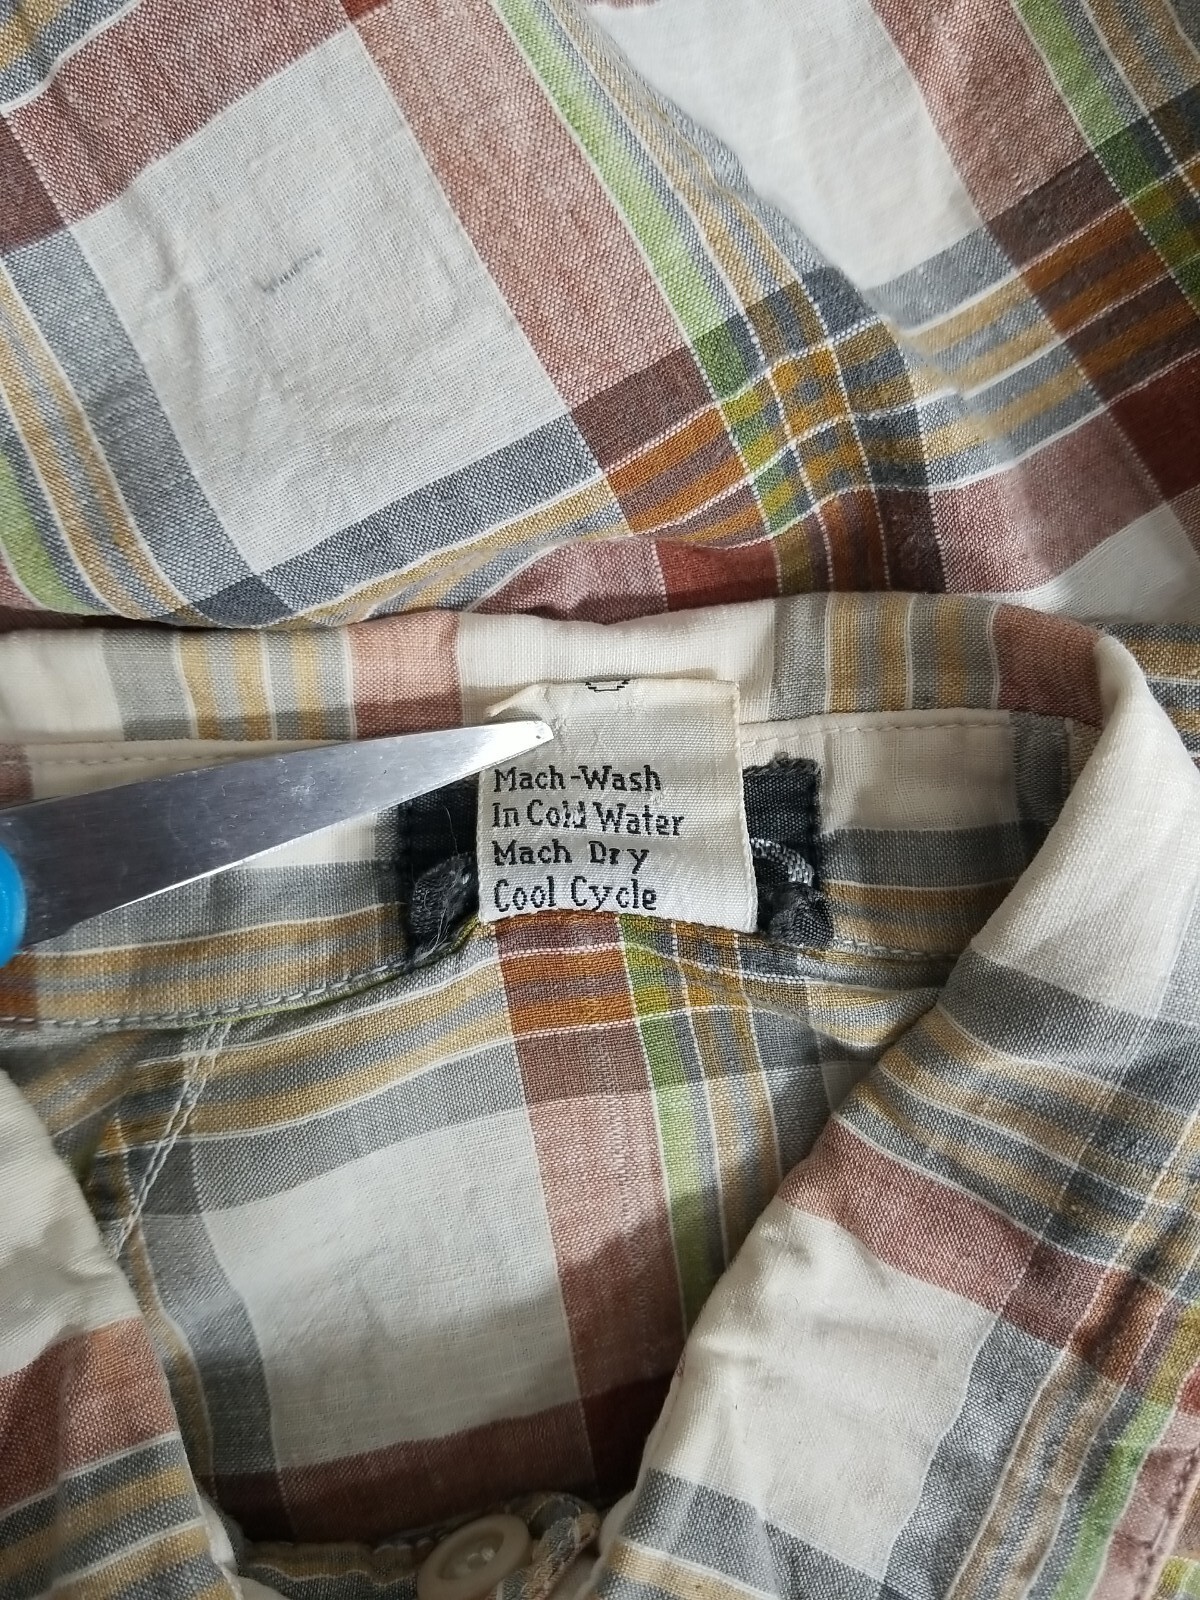 Mach-Wash
In Cold Water
Mach Dry
Cool Cycle